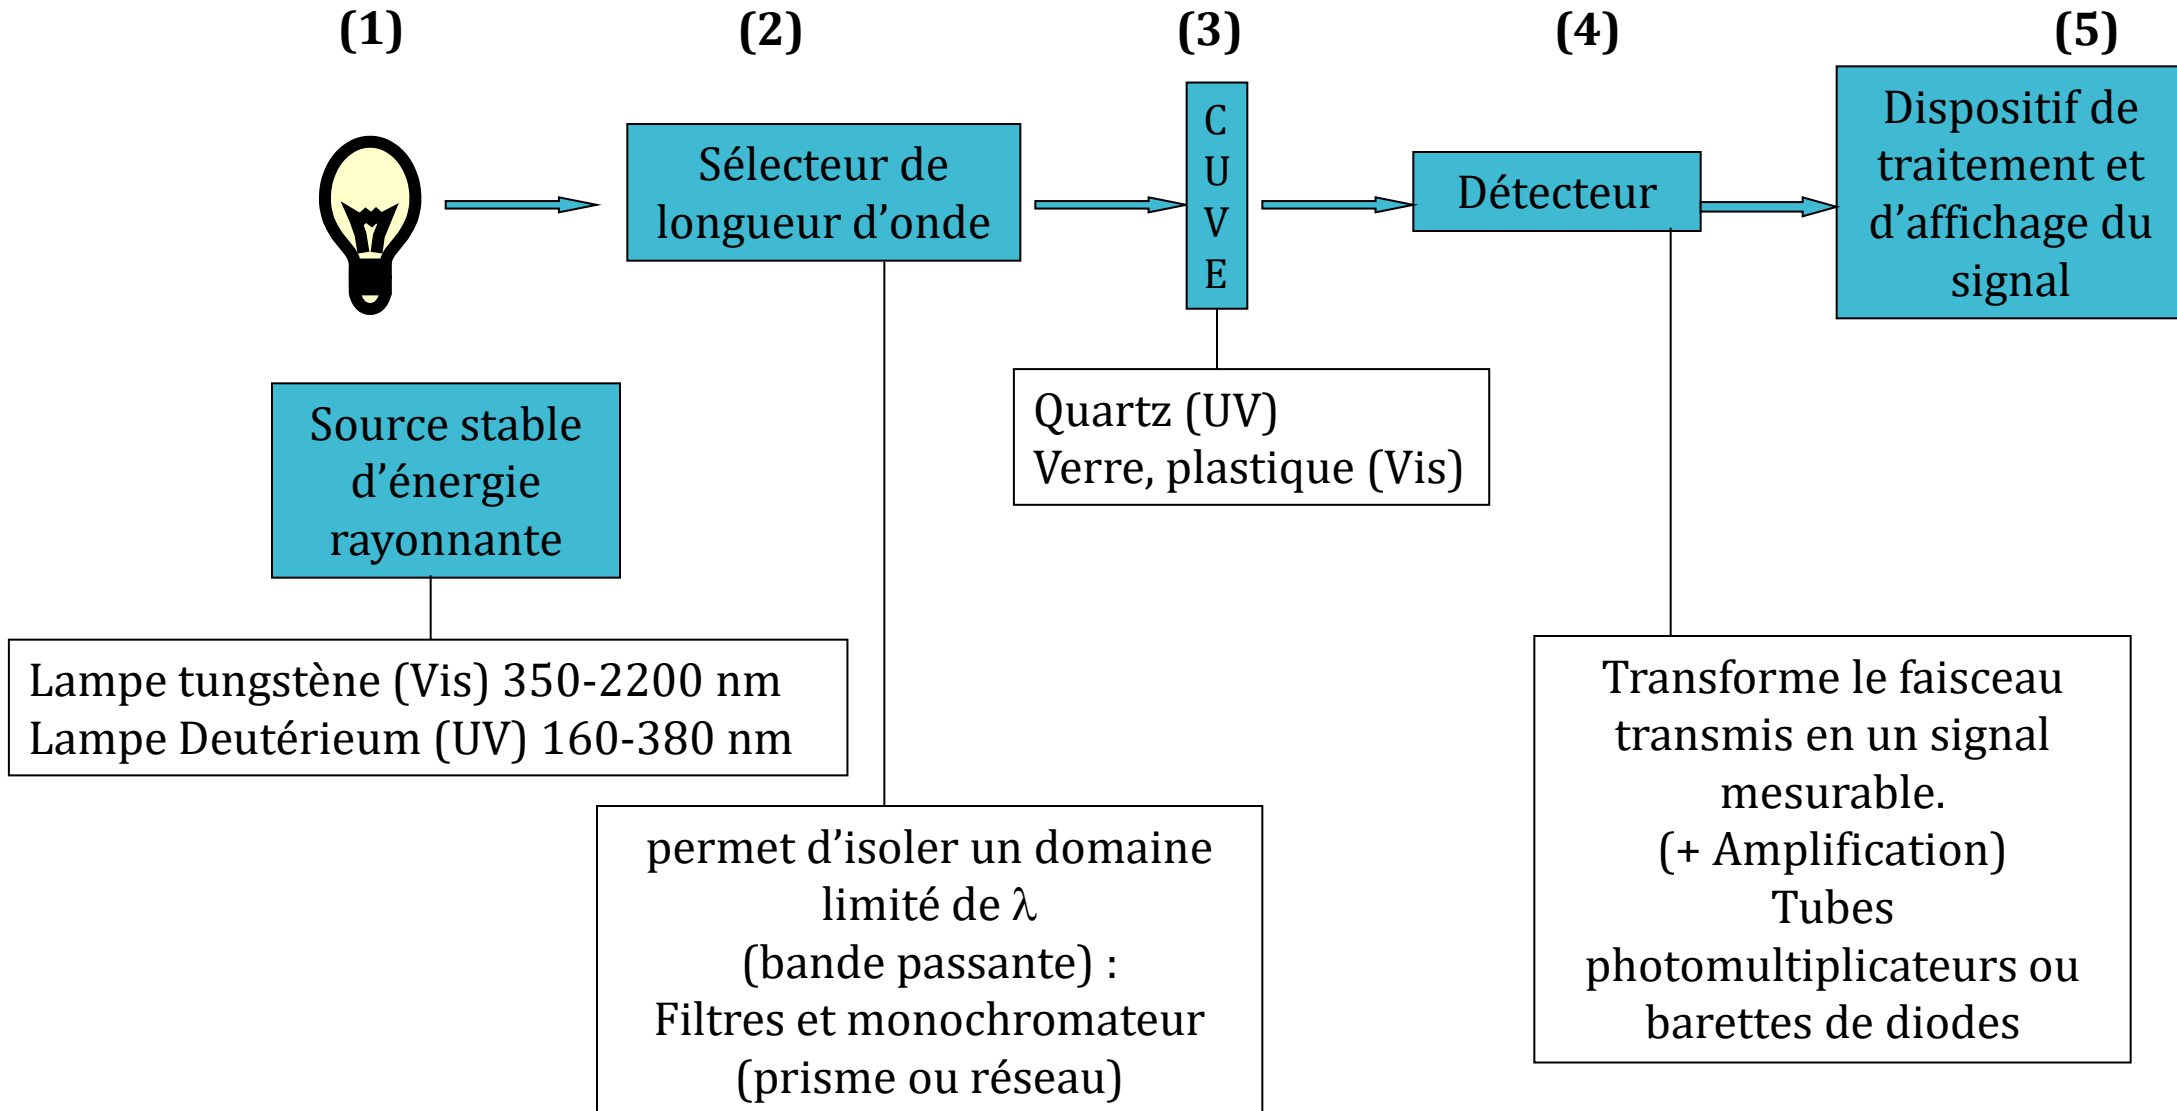 (1)
(2)
(3)
(4)
(5)
Sélecteur de
longueur d’onde
C
U
V
E
Détecteur
Dispositif de
traitement et
d’affichage du
signal
Source stable
d’énergie
rayonnante
Quartz (UV)
Verre, plastique (Vis)
Lampe tungstène (Vis) 350-2200 nm
Lampe Deutérieum (UV) 160-380 nm
permet d’isoler un domaine
limité de λ
(bande passante) :
Filtres et monochromateur
(prisme ou réseau)
Transforme le faisceau
transmis en un signal
mesurable.
(+ Amplification)
Tubes
photomultiplicateurs ou
barettes de diodes